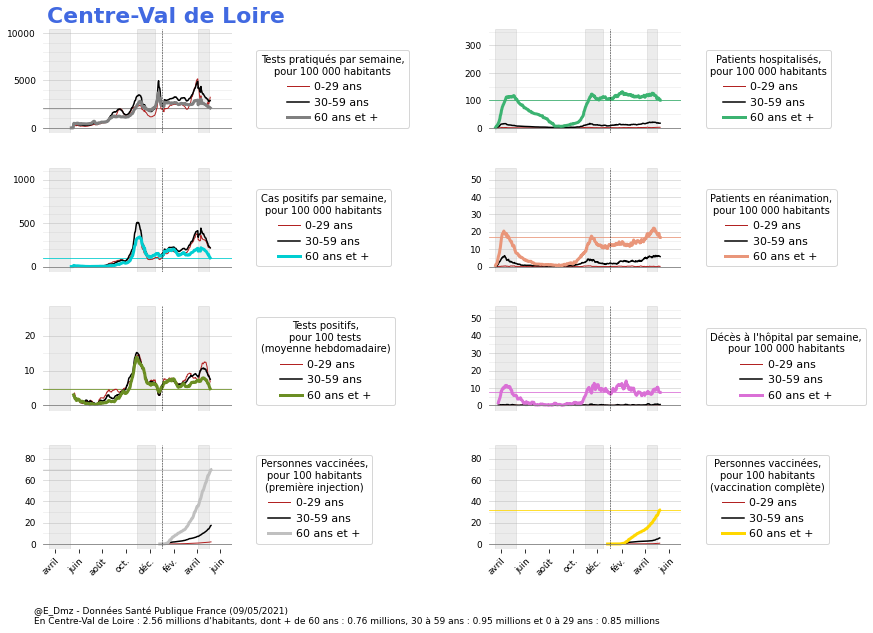 Centre-Val de Loire
10000
5000
0
Tests pratiqués par semaine,
pour 100 000 habitants
0-29 ans
30-59 ans
60 ans et +
300
200
100
0
Patients hospitalisés,
pour 100 000 habitants
0-29 ans
30-59 ans
60 ans et +
1000
500
0
Cas positifs par semaine,
pour 100 000 habitants
0-29 ans
30-59 ans
60 ans et +
50
40
30
20
10
0
Patients en réanimation,
pour 100 000 habitants
0-29 ans
30-59 ans
60 ans et +
20
10
0
Tests positifs,
pour 100 tests
(moyenne hebdomadaire)
0-29 ans
30-59 ans
60 ans et +
50
40
30
20
10
0
Décès à l'hôpital par semaine,
pour 100 000 habitants
0-29 ans
30-59 ans
60 ans et +
80
60
40
20
0
avril juin août oct. déc. fév. avril juin
Personnes vaccinées,
pour 100 habitants
(première injection)
0-29 ans
30-59 ans
60 ans et +
80
60
40
20
0
avril juin août oct. déc. fév. avril juin
Personnes vaccinées,
pour 100 habitants
(vaccination complète)
0-29 ans
30-59 ans
60 ans et +
@E_Dmz - Données Santé Publique France (09/05/2021)
En Centre-Val de Loire : 2.56 millions d'habitants, dont + de 60 ans : 0.76 millions, 30 à 59 ans : 0.95 millions et 0 à 29 ans : 0.85 millions